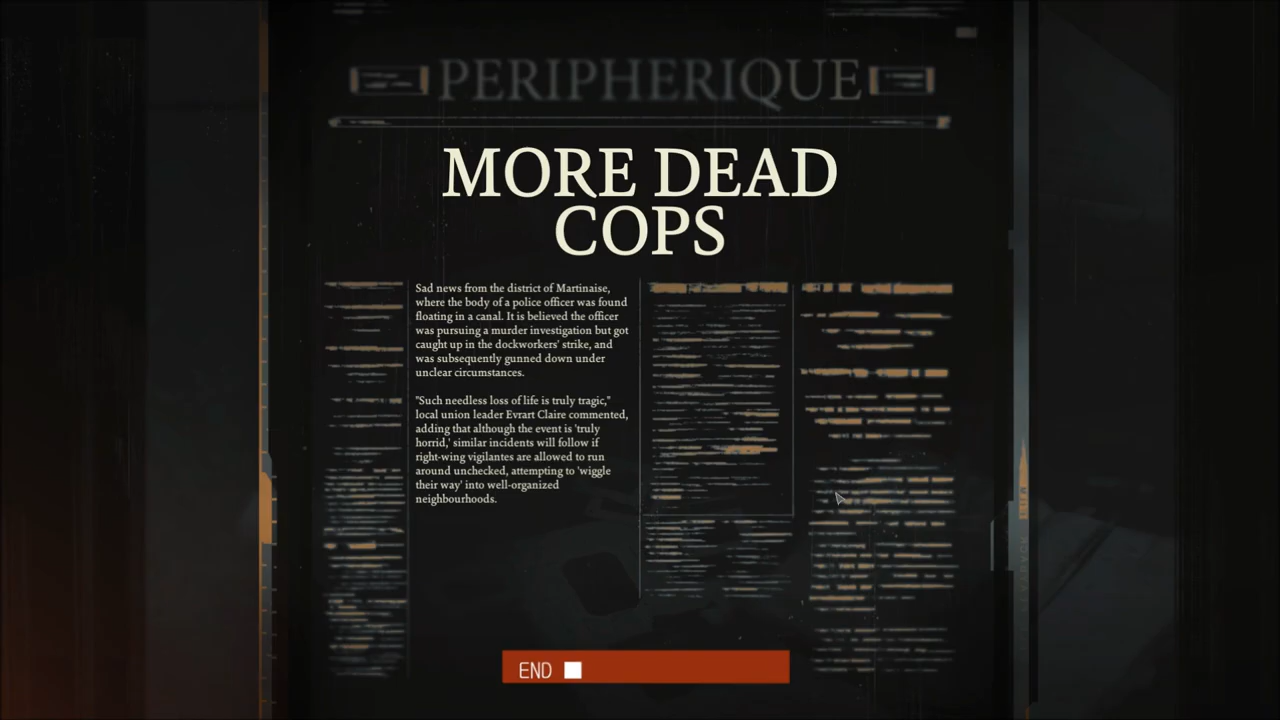 PERIPHERIQUE
MORE DEAD
COPS
Sad news from the district of Martinaise,
where the body of a police officer was found
floating in a canal. It is believed the officer
was pursuing a murder investigation but got
caught up in the dockworkers' strike, and
was subsequently gunned down under
unclear circumstances.
"Such needless loss of life is truly tragic,"
local union leader Evrart Claire commented,
adding that although the event is 'truly
horrid,' similar incidents will follow if
right-wing vigilantes are allowed to run
around unchecked, attempting to 'wiggle
their way' into well-organized
neighbourhoods.
END